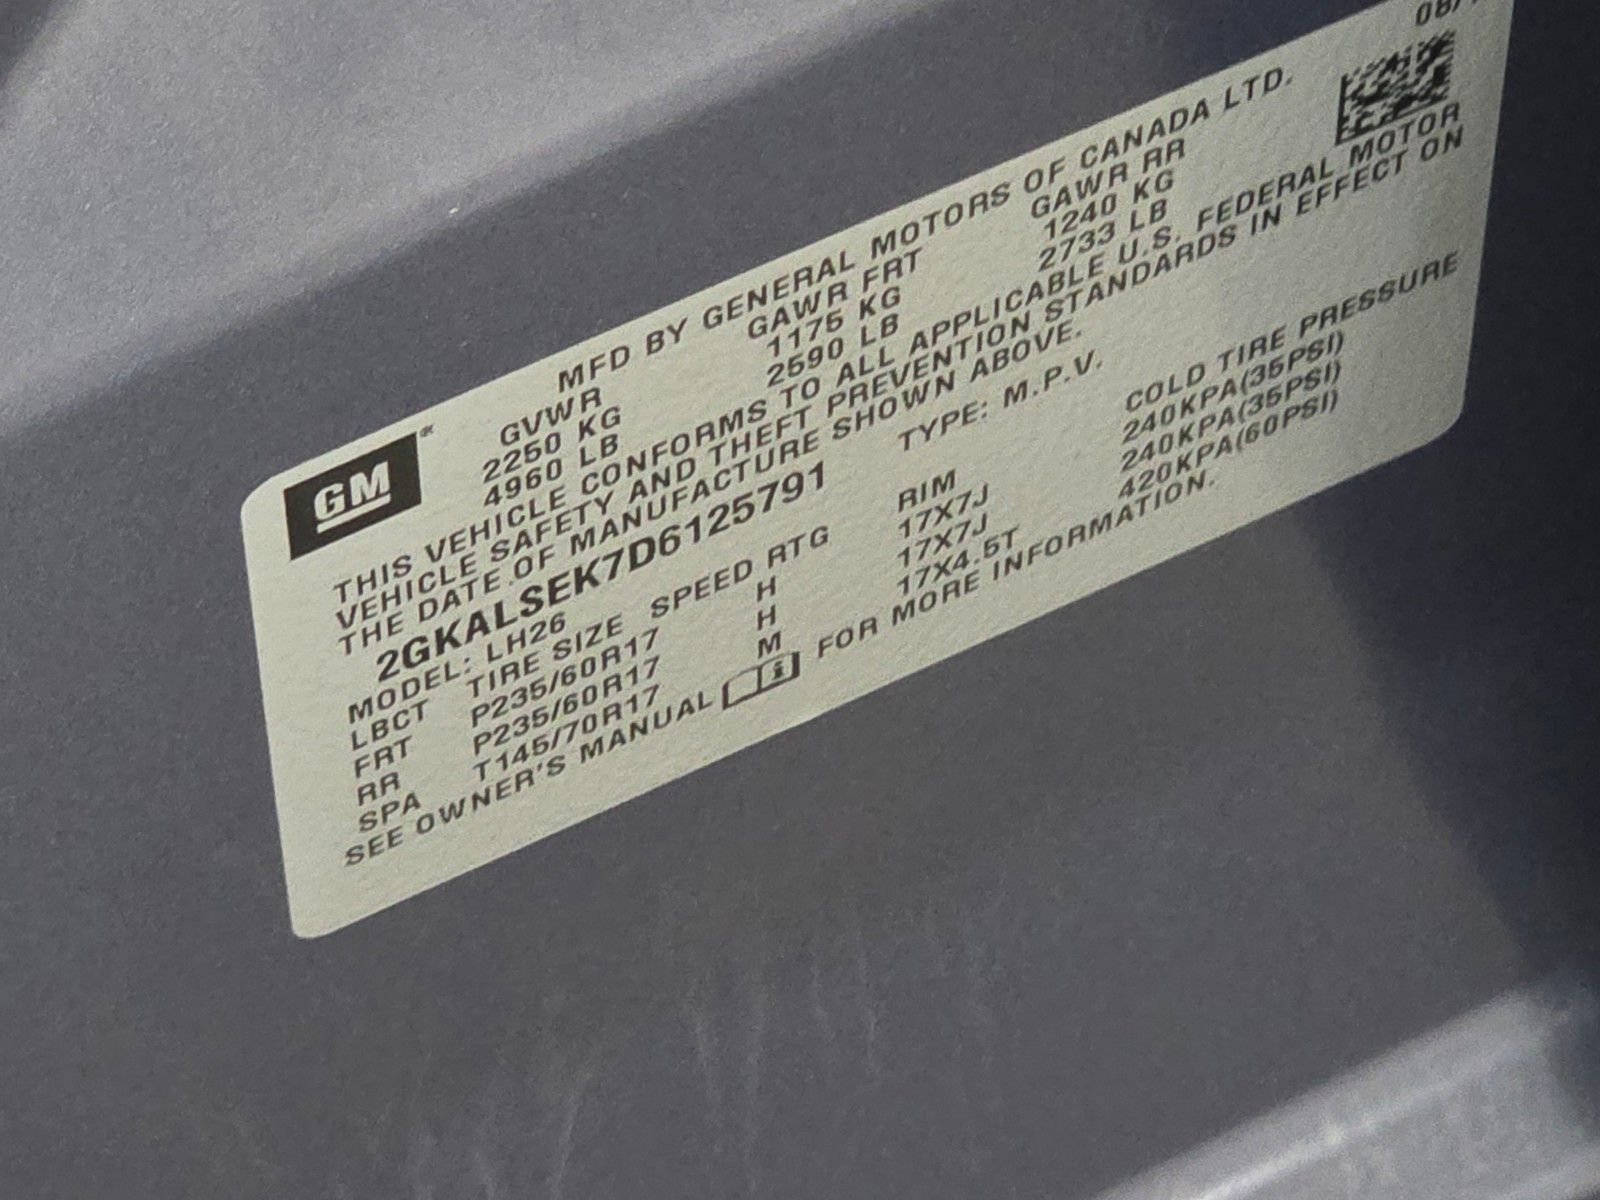 08/
GM
MFD BY GENERAL MOTORS OF CANADA LTD.
GVWR GAWR FRT GAWR RR
2250 KG 1175 KG 1240 KG
4960 LB 2590 LB 2733 LB
THIS VEHICLE CONFORMS TO ALL APPLICABLE U.S. FEDERAL MOTOR
VEHICLE SAFETY AND THEFT PREVENTION STANDARDS IN EFFECT ON
THE DATE OF MANUFACTURE SHOWN ABOVE.
2GKALSEK7D6125791 TYPE: M.P.V.
MODEL: LH26
LBCT TIRE SIZE SPEED RTG RIM COLD TIRE PRESSURE
FRT P235/60R17 H 17X7J 240KPA(35PSI)
RR P235/60R17 H 17X7J 240KPA(35PSI)
SPA T145/70R17 M 17X4.5T 420KPA(60PSI)
SEE OWNER'S MANUAL FOR MORE INFORMATION.